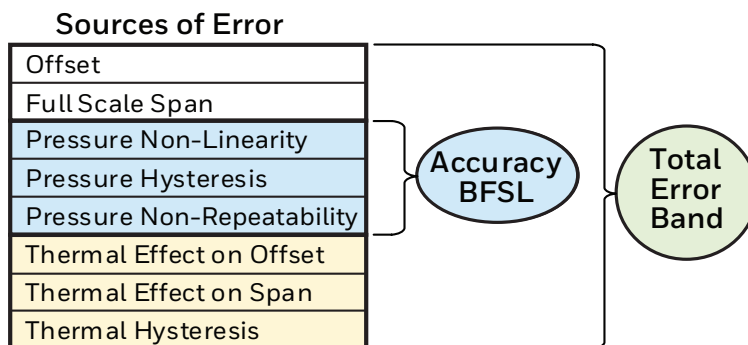 Sources of Error
Offset
Full Scale Span
Pressure Non-Linearity
Pressure Hysteresis
Pressure Non-Repeatability
Thermal Effect on Offset
Thermal Effect on Span
Thermal Hysteresis
Accuracy
BFSL
Total
Error
Band